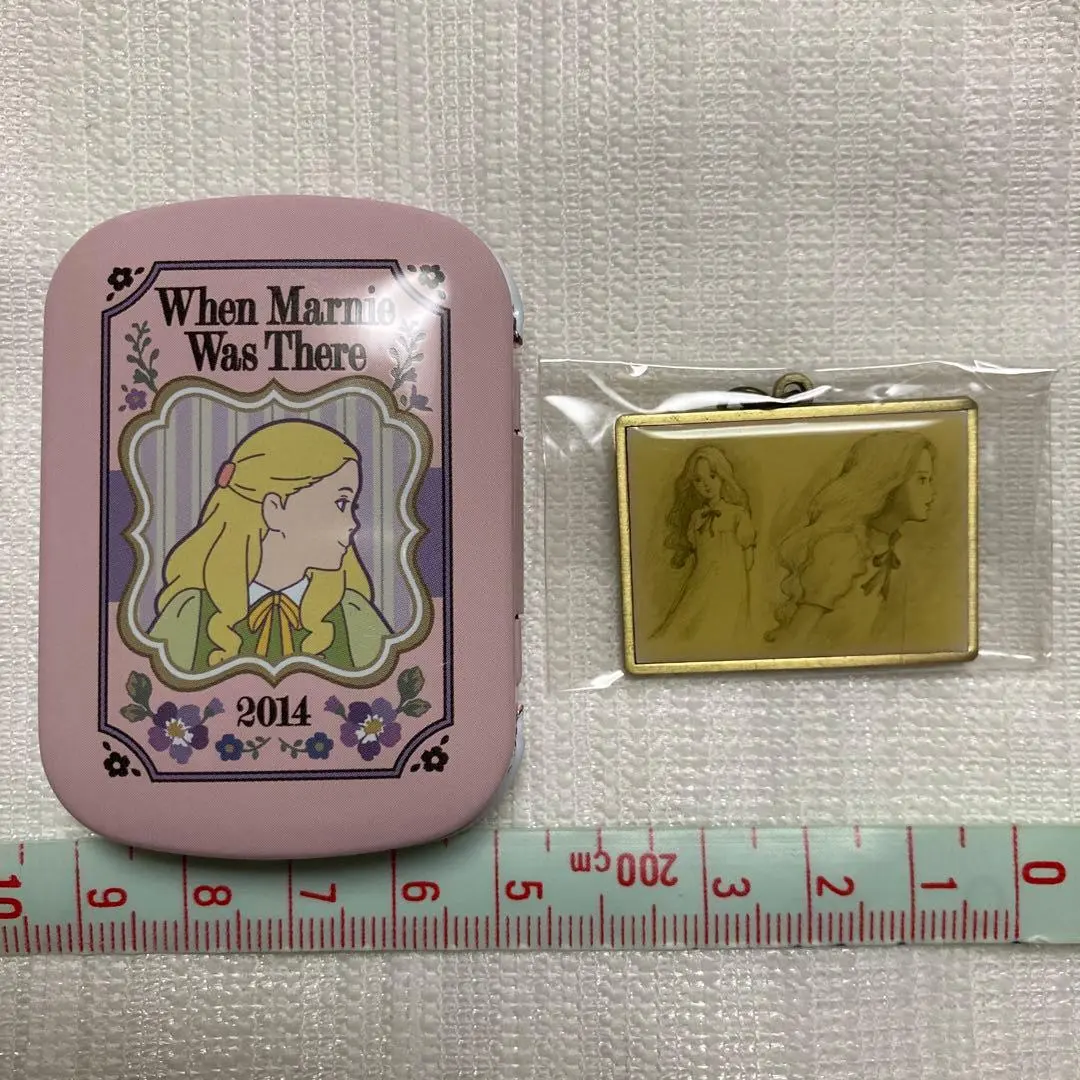 When Marnie
Was There
2014
10 9 8 7 6 5 200cm 3 2 1 0